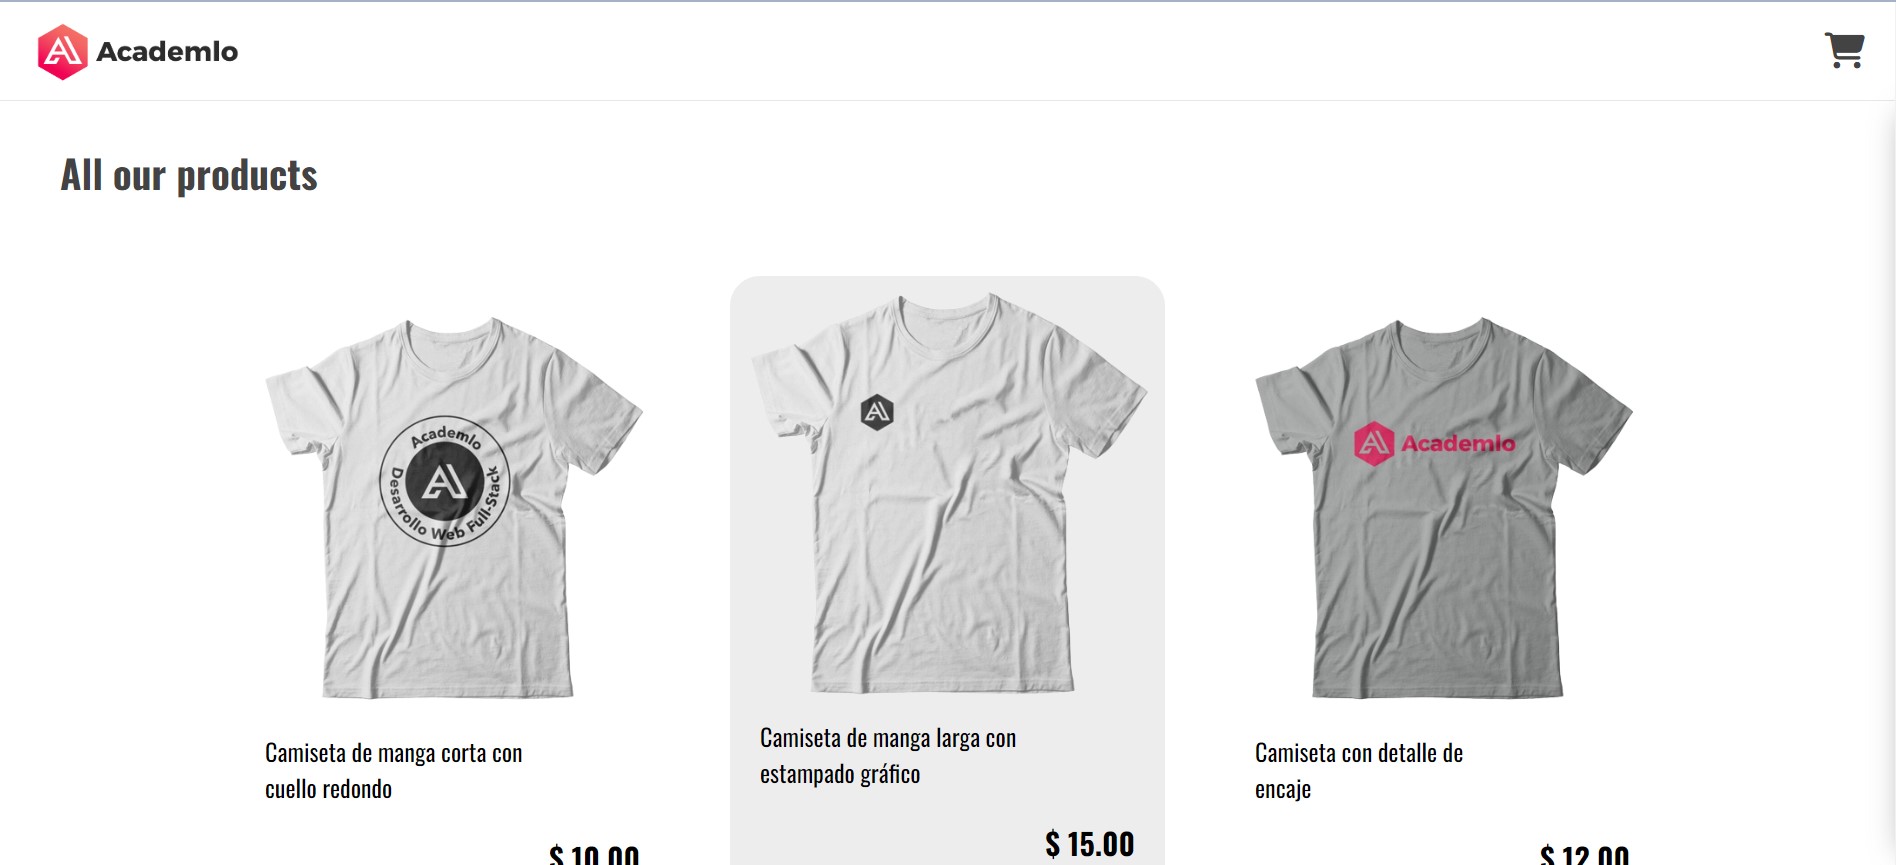 Academlo
All our products
Academlo
Desarrollo Web Full-Stack
Academlo
Camiseta de manga corta con
cuello redondo
$ 10.00
Camiseta de manga larga con
estampado gráfico
$ 15.00
Camiseta con detalle de
encaje
$ 12.00